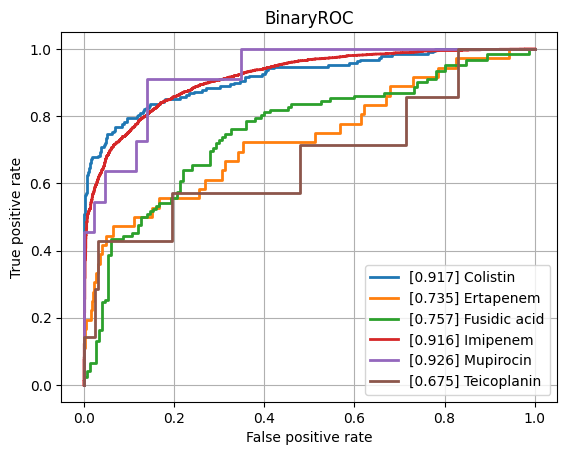 BinaryROC
True positive rate
1.0
0.8
0.6
0.4
0.2
0.0
[0.917] Colistin
[0.735] Ertapenem
[0.757] Fusidic acid
[0.916] Imipenem
[0.926] Mupirocin
[0.675] Teicoplanin
0.0 0.2 0.4 0.6 0.8 1.0
False positive rate